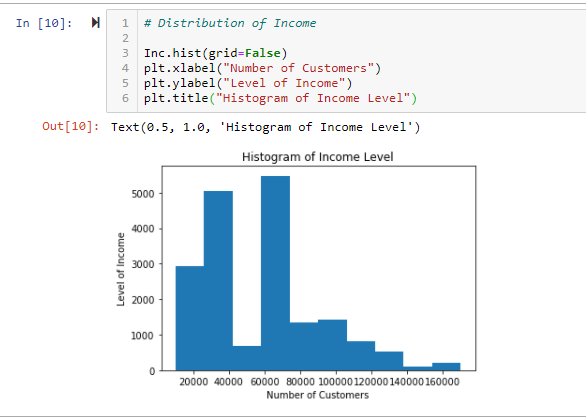 In [10]:
1 # Distribution of Income
2
3 Inc.hist(grid=False)
4 plt.xlabel("Number of Customers")
5 plt.ylabel("Level of Income")
6 plt.title("Histogram of Income Level")
Out[10]: Text(0.5, 1.0, 'Histogram of Income Level')
Histogram of Income Level
Level of Income
5000
4000
3000
2000
1000
0
20000 40000 60000 80000 100000 120000 140000 160000
Number of Customers